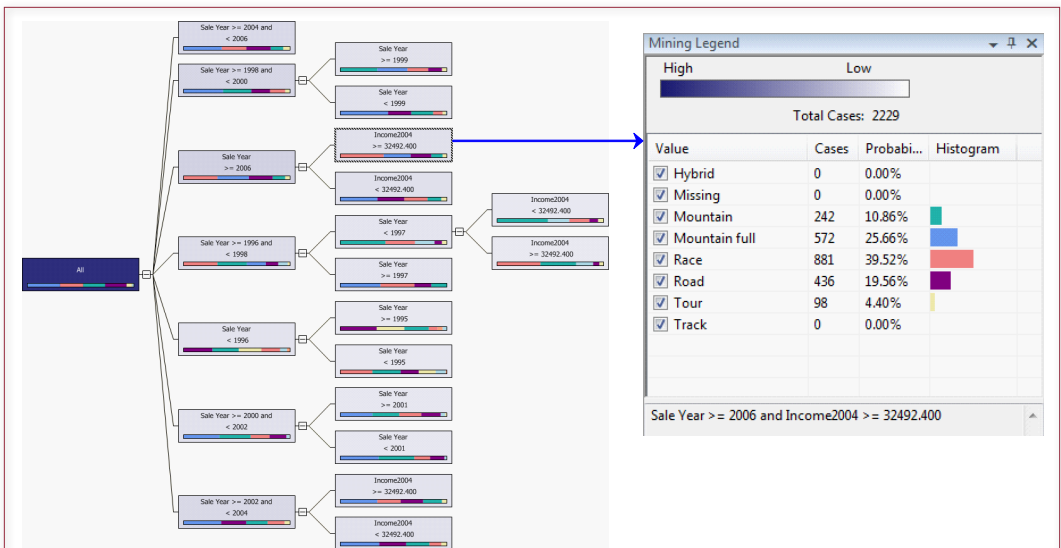 All
Sale Year >= 2004 and
< 2006
Sale Year >= 1998 and
< 2000
Sale Year
>= 2006
Sale Year >= 1996 and
< 1998
Sale Year
< 1996
Sale Year >= 2000 and
< 2002
Sale Year >= 2002 and
< 2004
Sale Year
>= 1999
Sale Year
< 1999
Income2004
>= 32492.400
Income2004
< 32492.400
Sale Year
< 1997
Sale Year
>= 1997
Sale Year
>= 1995
Sale Year
< 1995
Sale Year
>= 2001
Sale Year
< 2001
Income2004
>= 32492.400
Income2004
< 32492.400
Income2004
< 32492.400
Income2004
>= 32492.400
Mining Legend
High Low
Total Cases: 2229
Value Cases Probabi... Histogram
Hybrid 0 0.00%
Missing 0 0.00%
Mountain 242 10.86%
Mountain full 572 25.66%
Race 881 39.52%
Road 436 19.56%
Tour 98 4.40%
Track 0 0.00%
Sale Year >= 2006 and Income2004 >= 32492.400